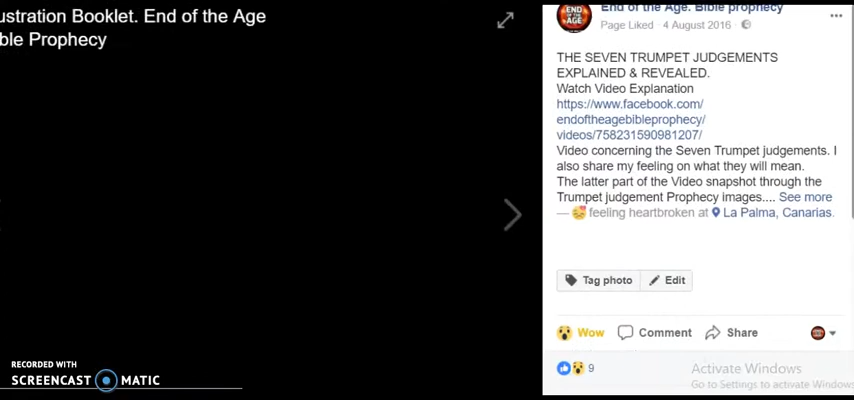 ustration Booklet. End of the Age
ble Prophecy
END
OF THE
AGE
End of the Age. Bible prophecy
Page Liked · 4 August 2016 ·
THE SEVEN TRUMPET JUDGEMENTS
EXPLAINED & REVEALED.
Watch Video Explanation
https://www.facebook.com/
endoftheagebibleprophecy/
videos/758231590981207/
Video concerning the Seven Trumpet judgements. I
also share my feeling on what they will mean.
The latter part of the Video snapshot through the
Trumpet judgement Prophecy images.... See more
— feeling heartbroken at La Palma, Canarias.
Tag photo Edit
Wow Comment Share
9
Activate Windows
Go to Settings to activate Windows
RECORDED WITH
SCREENCAST MATIC